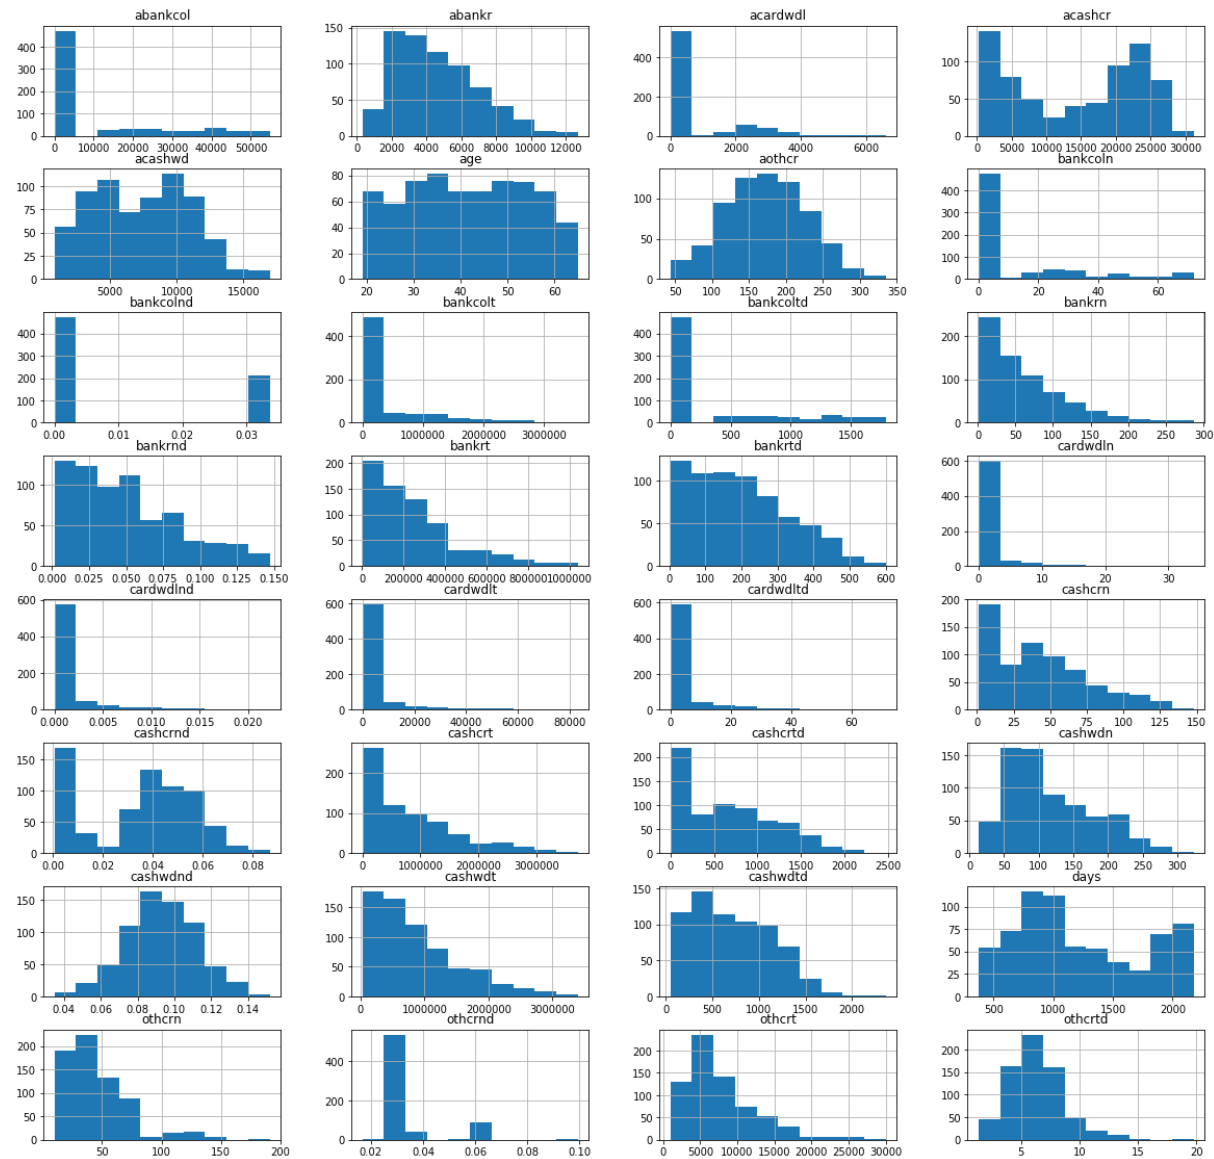 abankcol abankr acardwdl acashcr
400 300 200 100 0
0 10000 20000 30000 40000 50000
150 100 50 0
2000 4000 6000 8000 10000 12000
400 200 0
0 2000 4000 6000
100 50 0
0 5000 10000 15000 20000 25000 30000
acashwd age aothcr bankcoln
100 75 50 25 0
5000 10000 15000
80 60 40 20 0
20 30 40 50 60
100 50 0
50 100 150 200 250 300 350
400 300 200 100 0
0 20 40 60
bankcolnd bankcolt bankcoltd bankrn
400 300 200 100 0
0.00 0.01 0.02 0.03
400 200 0
0 1000000 2000000 3000000
400 300 200 100 0
0 500 1000 1500
200 100 0
0 50 100 150 200 250 300
bankrnd bankrt bankrtd cardwdln
100 50 0
0.000 0.025 0.050 0.075 0.100 0.125 0.150
200 150 100 50 0
0 200000 400000 600000 800000 1000000
100 50 0
0 100 200 300 400 500 600
600 400 200 0
0 10 20 30
cardwdlnd cardwdlt cardwdltd cashcrn
600 400 200 0
0.000 0.005 0.010 0.015 0.020
600 400 200 0
0 20000 40000 60000 80000
600 400 200 0
0 20 40 60
200 150 100 50 0
0 25 50 75 100 125 150
cashcrnd cashcrt cashcrtd cashwdn
150 100 50 0
0.00 0.02 0.04 0.06 0.08
200 100 0
0 1000000 2000000 3000000
200 150 100 50 0
0 500 1000 1500 2000 2500
150 100 50 0
0 50 100 150 200 250 300
cashwdnd cashwdt cashwdtd days
150 100 50 0
0.04 0.06 0.08 0.10 0.12 0.14
150 100 50 0
0 1000000 2000000 3000000
150 100 50 0
0 500 1000 1500 2000
100 75 50 25 0
500 1000 1500 2000
othcrn othcrnd othcrt othcrtd
200 150 100 50 0
50 100 150 200
400 200 0
0.02 0.04 0.06 0.08 0.10
200 150 100 50 0
0 5000 10000 15000 20000 25000 30000
200 100 0
5 10 15 20